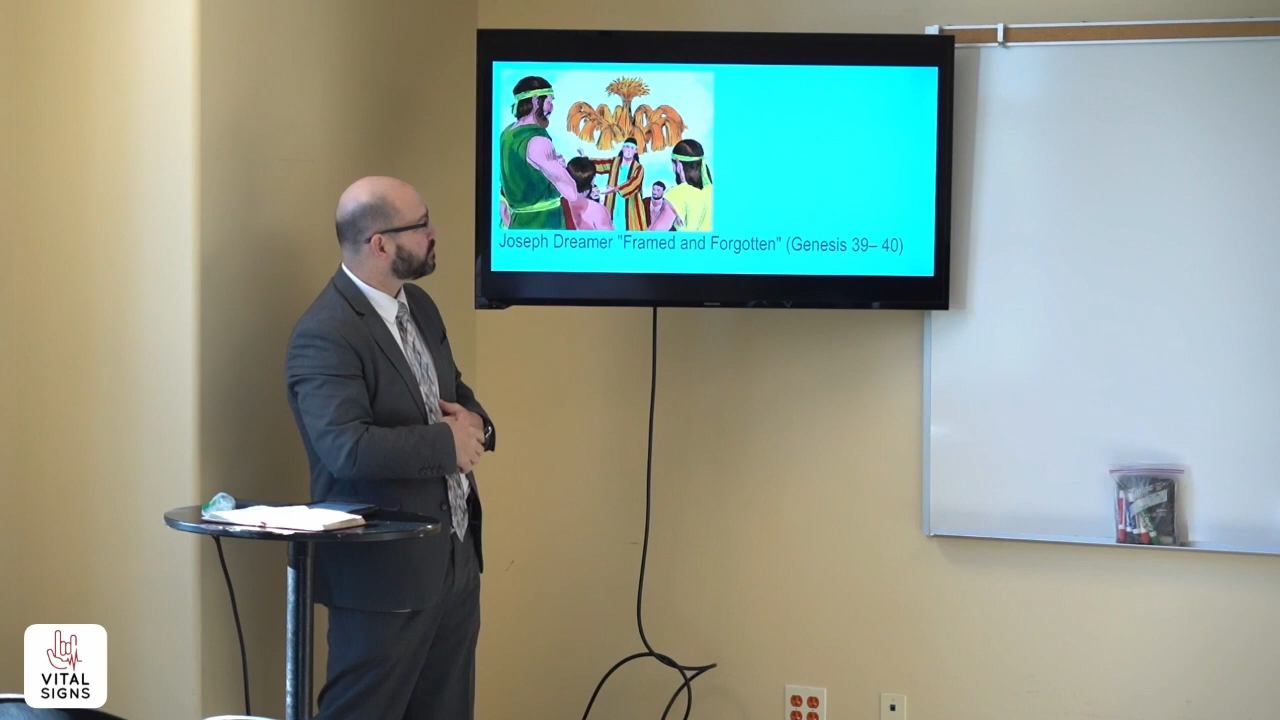 Joseph Dreamer "Framed and Forgotten" (Genesis 39– 40)
VITAL
SIGNS